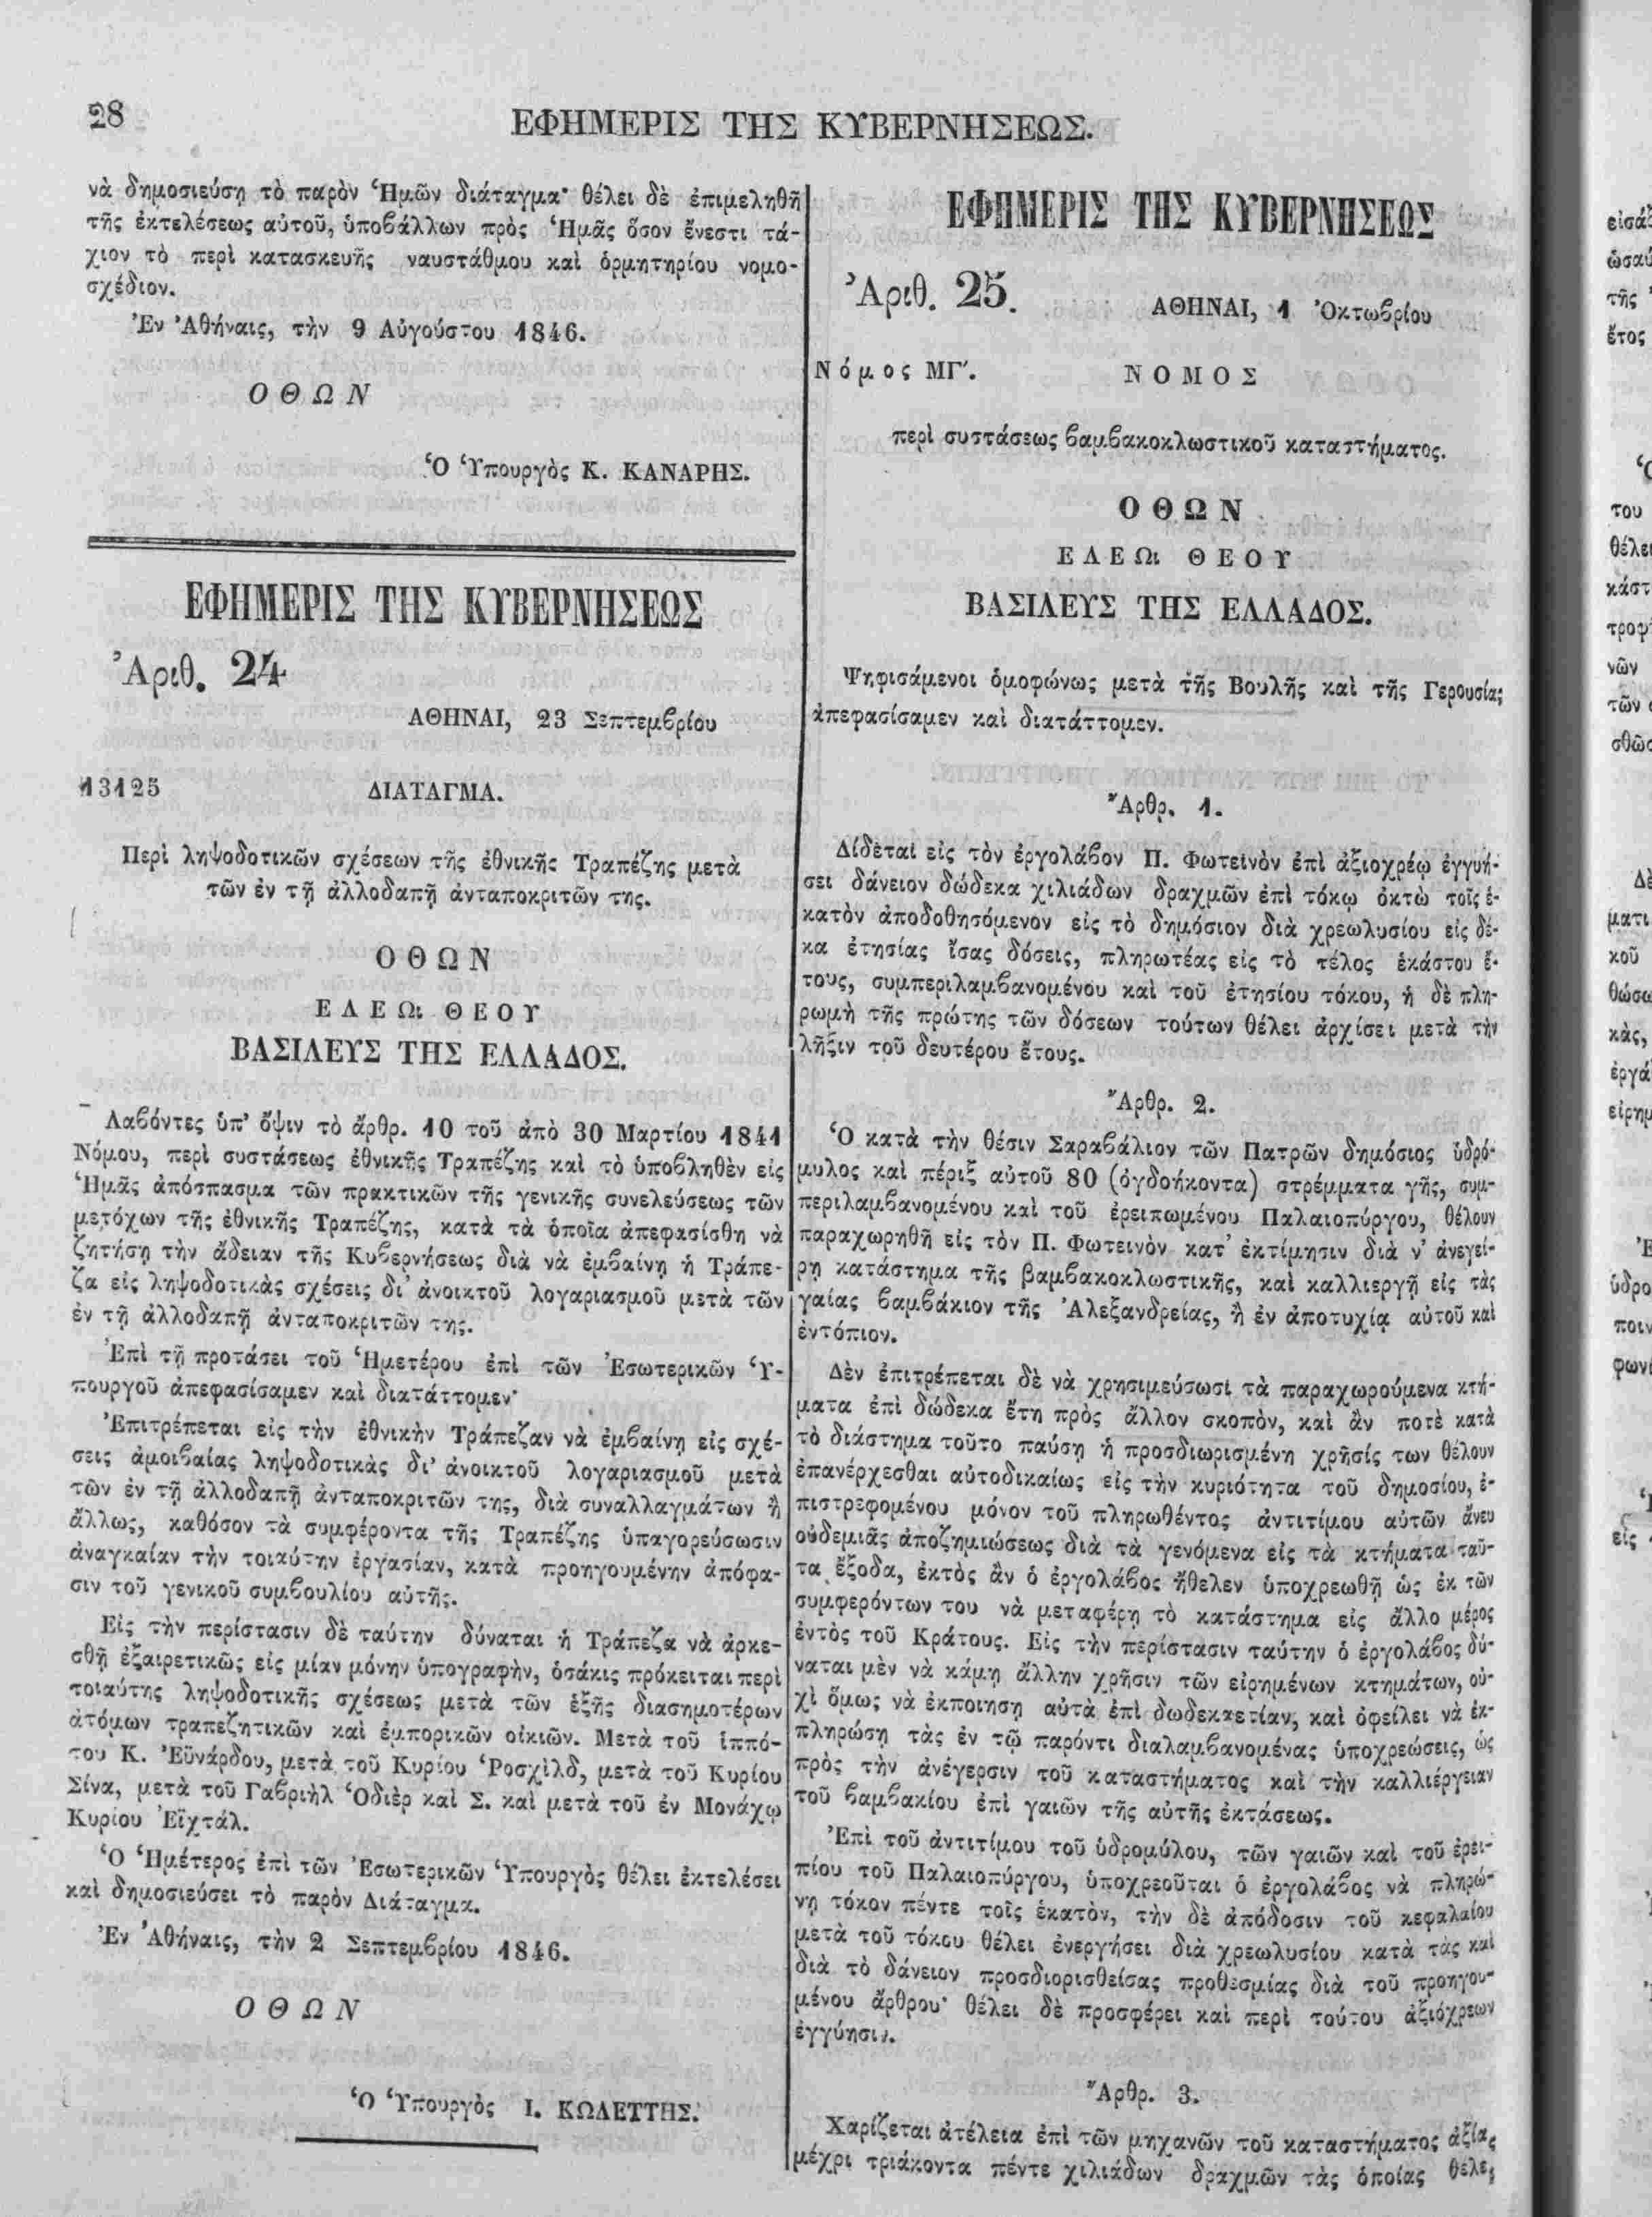 28
ΕΦΗΜΕΡΙΣ ΤΗΣ ΚΥΒΕΡΝΗΣΕΩΣ.
νὰ δημοσιεύσῃ τὸ παρὸν Ἡμῶν διάταγμα· θέλει δὲ ἐπιμεληθῆ
τῆς ἐκτελέσεως αὐτοῦ, ὑποβάλλων πρὸς Ἡμᾶς ὅσον ἔνεστι τά-
χιον τὸ περὶ κατασκευῆς ναυστάθμου καὶ ὁρμητηρίου νομο-
σχέδιον.
Ἐν Ἀθήναις, τὴν 9 Αὐγούστου 1846.
ΟΘΩΝ
Ὁ Ὑπουργὸς Κ. ΚΑΝΑΡΗΣ.
ΕΦΗΜΕΡΙΣ ΤΗΣ ΚΥΒΕΡΝΗΣΕΩΣ
Ἀριθ. 24
ΑΘΗΝΑΙ, 23 Σεπτεμβρίου
13125 ΔΙΑΤΑΓΜΑ.
Περὶ ληψοδοτικῶν σχέσεων τῆς ἐθνικῆς Τραπέζης μετὰ
τῶν ἐν τῇ ἀλλοδαπῇ ἀνταποκριτῶν της.
ΟΘΩΝ
ΕΛΕΩι ΘΕΟΥ
ΒΑΣΙΛΕΥΣ ΤΗΣ ΕΛΛΑΔΟΣ.
Λαβόντες ὑπ' ὄψιν τὸ ἄρθρ. 10 τοῦ ἀπὸ 30 Μαρτίου 1841
Νόμου, περὶ συστάσεως ἐθνικῆς Τραπέζης καὶ τὸ ὑποβληθὲν εἰς
Ἡμᾶς ἀπόσπασμα τῶν πρακτικῶν τῆς γενικῆς συνελεύσεως τῶν
μετόχων τῆς ἐθνικῆς Τραπέζης, κατὰ τὰ ὁποῖα ἀπεφασίσθη νὰ
ζητήσῃ τὴν ἄδειαν τῆς Κυβερνήσεως διὰ νὰ ἐμβαίνῃ ἡ Τράπε-
ζα εἰς ληψοδοτικὰς σχέσεις δι' ἀνοικτοῦ λογαριασμοῦ μετὰ τῶν
ἐν τῇ ἀλλοδαπῇ ἀνταποκριτῶν της.
Ἐπὶ τῇ προτάσει τοῦ Ἡμετέρου ἐπὶ τῶν Ἐσωτερικῶν Ὑ-
πουργοῦ ἀπεφασίσαμεν καὶ διατάττομεν·
Ἐπιτρέπεται εἰς τὴν ἐθνικὴν Τράπεζαν νὰ ἐμβαίνῃ εἰς σχέ-
σεις ἀμοιβαίας ληψοδοτικὰς δι' ἀνοικτοῦ λογαριασμοῦ μετὰ
τῶν ἐν τῇ ἀλλοδαπῇ ἀνταποκριτῶν της, διὰ συναλλαγμάτων ἢ
ἄλλως, καθόσον τὰ συμφέροντα τῆς Τραπέζης ὑπαγορεύσωσιν
ἀναγκαίαν τὴν τοιαύτην ἐργασίαν, κατὰ προηγουμένην ἀπόφα-
σιν τοῦ γενικοῦ συμβουλίου αὐτῆς.
Εἰς τὴν περίστασιν δὲ ταύτην δύναται ἡ Τράπεζα νὰ ἀρκε-
σθῇ ἐξαιρετικῶς εἰς μίαν μόνην ὑπογραφὴν, ὁσάκις πρόκειται περὶ
τοιαύτης ληψοδοτικῆς σχέσεως μετὰ τῶν ἑξῆς διασημοτέρων
ἀτόμων τραπεζητικῶν καὶ ἐμπορικῶν οἰκιῶν. Μετὰ τοῦ ἱππό-
του Κ. Ἐϋνάρδου, μετὰ τοῦ Κυρίου Ῥοσχὶλδ, μετὰ τοῦ Κυρίου
Σίνα, μετὰ τοῦ Γαβριὴλ Ὁδιὲρ καὶ Σ. καὶ μετὰ τοῦ ἐν Μονάχῳ
Κυρίου Ἐϊχτάλ.
Ὁ Ἡμέτερος ἐπὶ τῶν Ἐσωτερικῶν Ὑπουργὸς θέλει ἐκτελέσει
καὶ δημοσιεύσει τὸ παρὸν Διάταγμα.
Ἐν Ἀθήναις, τὴν 2 Σεπτεμβρίου 1846.
ΟΘΩΝ
Ὁ Ὑπουργὸς Ι. ΚΩΛΕΤΤΗΣ.
ΕΦΗΜΕΡΙΣ ΤΗΣ ΚΥΒΕΡΝΗΣΕΩΣ
Ἀριθ. 25. ΑΘΗΝΑΙ, 1 Ὀκτωβρίου
Νόμος ΜΓ'. ΝΟΜΟΣ
περὶ συστάσεως βαμβακοκλωστικοῦ καταστήματος.
ΟΘΩΝ
ΕΛΕΩι ΘΕΟΥ
ΒΑΣΙΛΕΥΣ ΤΗΣ ΕΛΛΑΔΟΣ.
Ψηφισάμενοι ὁμοφώνως μετὰ τῆς Βουλῆς καὶ τῆς Γερουσίας
ἀπεφασίσαμεν καὶ διατάττομεν.
Ἄρθρ. 1.
Δίδεται εἰς τὸν ἐργολάβον Π. Φωτεινὸν ἐπὶ ἀξιοχρέῳ ἐγγυή-
σει δάνειον δώδεκα χιλιάδων δραχμῶν ἐπὶ τόκῳ ὀκτὼ τοῖς ἑ-
κατὸν ἀποδοθησόμενον εἰς τὸ δημόσιον διὰ χρεωλυσίου εἰς δέ-
κα ἐτησίας ἴσας δόσεις, πληρωτέας εἰς τὸ τέλος ἑκάστου ἔ-
τους, συμπεριλαμβανομένου καὶ τοῦ ἐτησίου τόκου, ἡ δὲ πλη-
ρωμὴ τῆς πρώτης τῶν δόσεων τούτων θέλει ἀρχίσει μετὰ τὴν
λῆξιν τοῦ δευτέρου ἔτους.
Ἄρθρ. 2.
Ὁ κατὰ τὴν θέσιν Σαραβάλιον τῶν Πατρῶν δημόσιος ὑδρό-
μυλος καὶ πέριξ αὐτοῦ 80 (ὀγδοήκοντα) στρέμματα γῆς, συμ-
περιλαμβανομένου καὶ τοῦ ἐρειπωμένου Παλαιοπύργου, θέλουν
παραχωρηθῆ εἰς τὸν Π. Φωτεινὸν κατ' ἐκτίμησιν διὰ ν' ἀνεγεί-
ρῃ κατάστημα τῆς βαμβακοκλωστικῆς, καὶ καλλιεργῇ εἰς τὰς
γαίας βαμβάκιον τῆς Ἀλεξανδρείας, ἢ ἐν ἀποτυχίᾳ αὐτοῦ καὶ
ἐντόπιον.
Δὲν ἐπιτρέπεται δὲ νὰ χρησιμεύσωσι τὰ παραχωρούμενα κτή-
ματα ἐπὶ δώδεκα ἔτη πρὸς ἄλλον σκοπὸν, καὶ ἂν ποτὲ κατὰ
τὸ διάστημα τοῦτο παύσῃ ἡ προσδιωρισμένη χρῆσίς των θέλουν
ἐπανέρχεσθαι αὐτοδικαίως εἰς τὴν κυριότητα τοῦ δημοσίου, ἐ-
πιστρεφομένου μόνον τοῦ πληρωθέντος ἀντιτίμου αὐτῶν ἄνευ
οὐδεμιᾶς ἀποζημιώσεως διὰ τὰ γενόμενα εἰς τὰ κτήματα ταῦ-
τα ἔξοδα, ἐκτὸς ἂν ὁ ἐργολάβος ἤθελεν ὑποχρεωθῆ ὡς ἐκ τῶν
συμφερόντων του νὰ μεταφέρῃ τὸ κατάστημα εἰς ἄλλο μέρος
ἐντὸς τοῦ Κράτους. Εἰς τὴν περίστασιν ταύτην ὁ ἐργολάβος δύ-
ναται μὲν νὰ κάμῃ ἄλλην χρῆσιν τῶν εἰρημένων κτημάτων, οὐ-
χὶ ὅμως νὰ ἐκποιήσῃ αὐτὰ ἐπὶ δωδεκαετίαν, καὶ ὀφείλει νὰ ἐκ-
πληρώσῃ τὰς ἐν τῷ παρόντι διαλαμβανομένας ὑποχρεώσεις, ὡς
πρὸς τὴν ἀνέγερσιν τοῦ καταστήματος καὶ τὴν καλλιέργειαν
τοῦ βαμβακίου ἐπὶ γαιῶν τῆς αὐτῆς ἐκτάσεως.
Ἐπὶ τοῦ ἀντιτίμου τοῦ ὑδρομύλου, τῶν γαιῶν καὶ τοῦ ἐρει-
πίου τοῦ Παλαιοπύργου, ὑποχρεοῦται ὁ ἐργολάβος νὰ πληρώ-
νῃ τόκον πέντε τοῖς ἑκατὸν, τὴν δὲ ἀπόδοσιν τοῦ κεφαλαίου
μετὰ τοῦ τόκου θέλει ἐνεργήσει διὰ χρεωλυσίου κατὰ τὰς καὶ
διὰ τὸ δάνειον προσδιορισθείσας προθεσμίας διὰ τοῦ προηγου-
μένου ἄρθρου· θέλει δὲ προσφέρει καὶ περὶ τούτου ἀξιόχρεων
ἐγγύησιν.
Ἄρθρ. 3.
Χαρίζεται ἀτέλεια ἐπὶ τῶν μηχανῶν τοῦ καταστήματος ἀξίας
μέχρι τριάκοντα πέντε χιλιάδων δραχμῶν τὰς ὁποίας θέλει